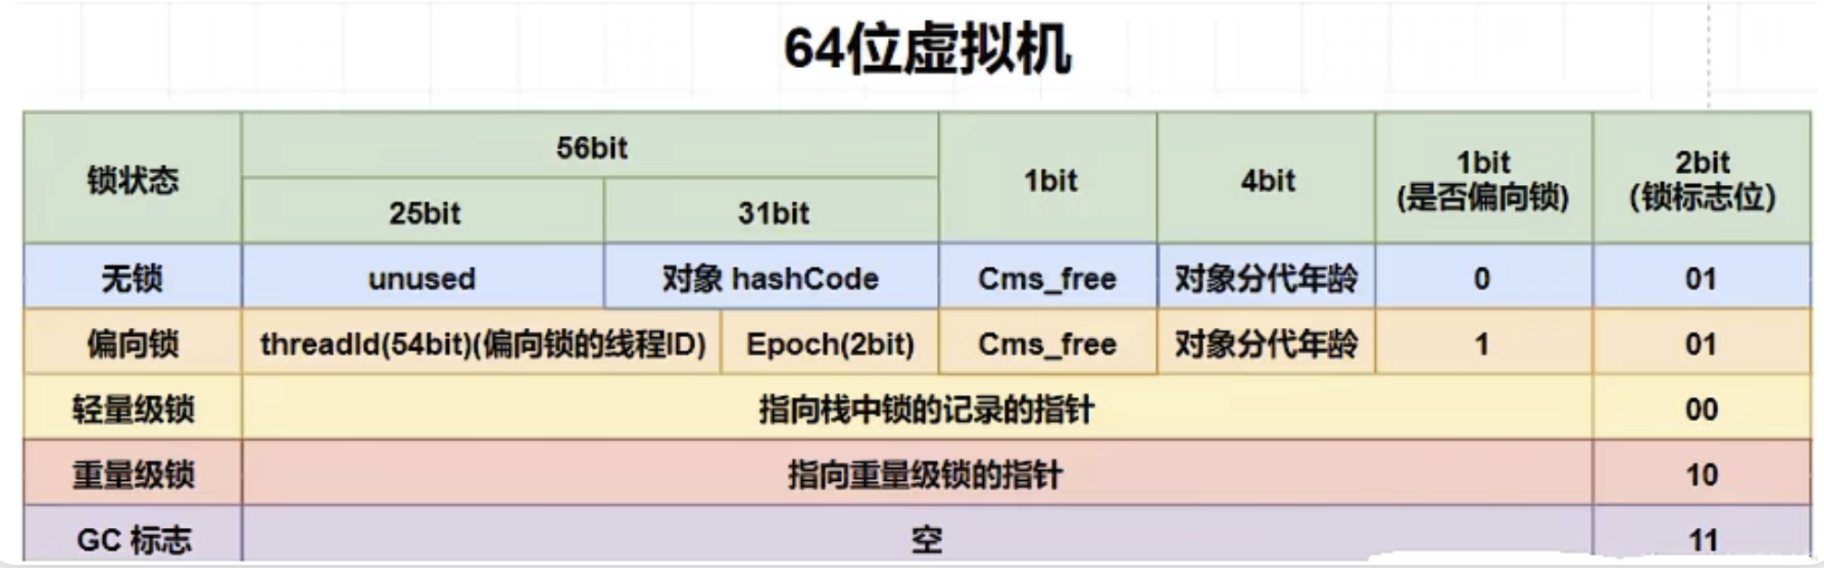 64位虚拟机
锁状态
56bit
25bit
31bit
1bit
4bit
1bit
(是否偏向锁)
2bit
(锁标志位)
无锁
unused
对象 hashCode
Cms_free
对象分代年龄
0
01
偏向锁
threadId(54bit)(偏向锁的线程ID)
Epoch(2bit)
Cms_free
对象分代年龄
1
01
轻量级锁
指向栈中锁的记录的指针
00
重量级锁
指向重量级锁的指针
10
GC 标志
空
11